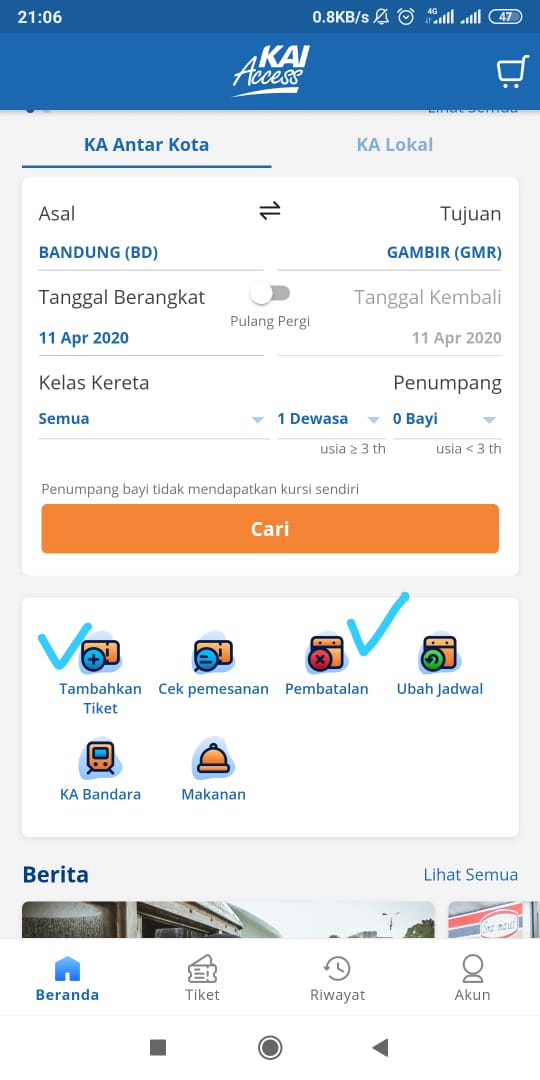 21:06
0.8KB/s 4G 47
KAI
Access
Lihat Semua
KA Antar Kota KA Lokal
Asal Tujuan
BANDUNG (BD) GAMBIR (GMR)
Tanggal Berangkat Tanggal Kembali
Pulang Pergi
11 Apr 2020 11 Apr 2020
Kelas Kereta Penumpang
Semua 1 Dewasa 0 Bayi
usia ≥ 3 th usia < 3 th
Penumpang bayi tidak mendapatkan kursi sendiri
Cari
Tambahkan Tiket
Cek pemesanan
Pembatalan
Ubah Jadwal
KA Bandara
Makanan
Berita Lihat Semua
Beranda Tiket Riwayat Akun